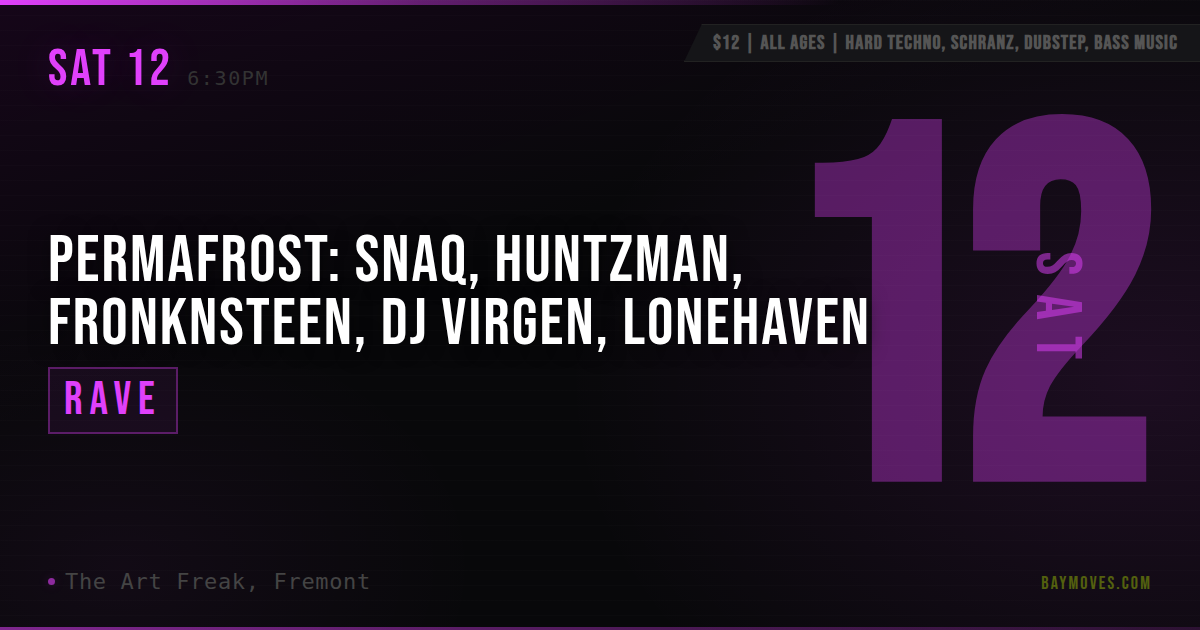 SAT 12 6:30PM
$12 | ALL AGES | HARD TECHNO, SCHRANZ, DUBSTEP, BASS MUSIC
12
SAT
PERMAFROST: SNAQ, HUNTZMAN,
FRONKNSTEEN, DJ VIRGEN, LONEHAVEN
RAVE
The Art Freak, Fremont
BAYMOVES.COM